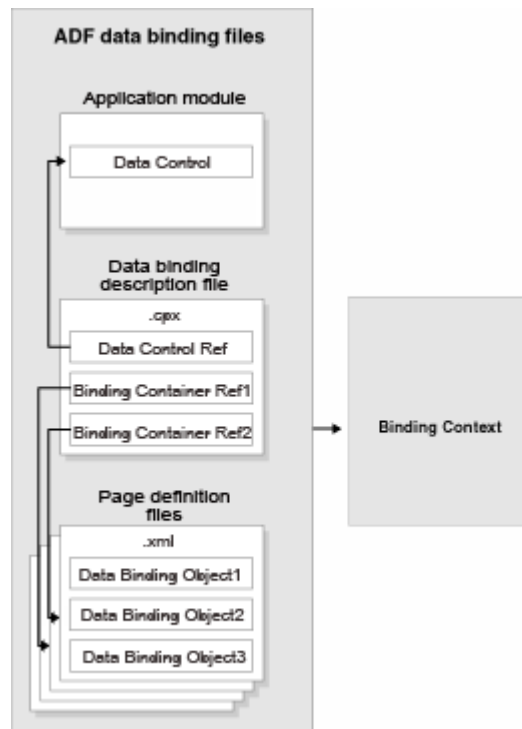 ADF data binding files
Application module
Data Control
Data binding
description file
.cpx
Data Control Ref
Binding Container Ref1
Binding Container Ref2
Binding Context
Page definition
files
.xml
Data Binding Object1
Data Binding Object2
Data Binding Object3